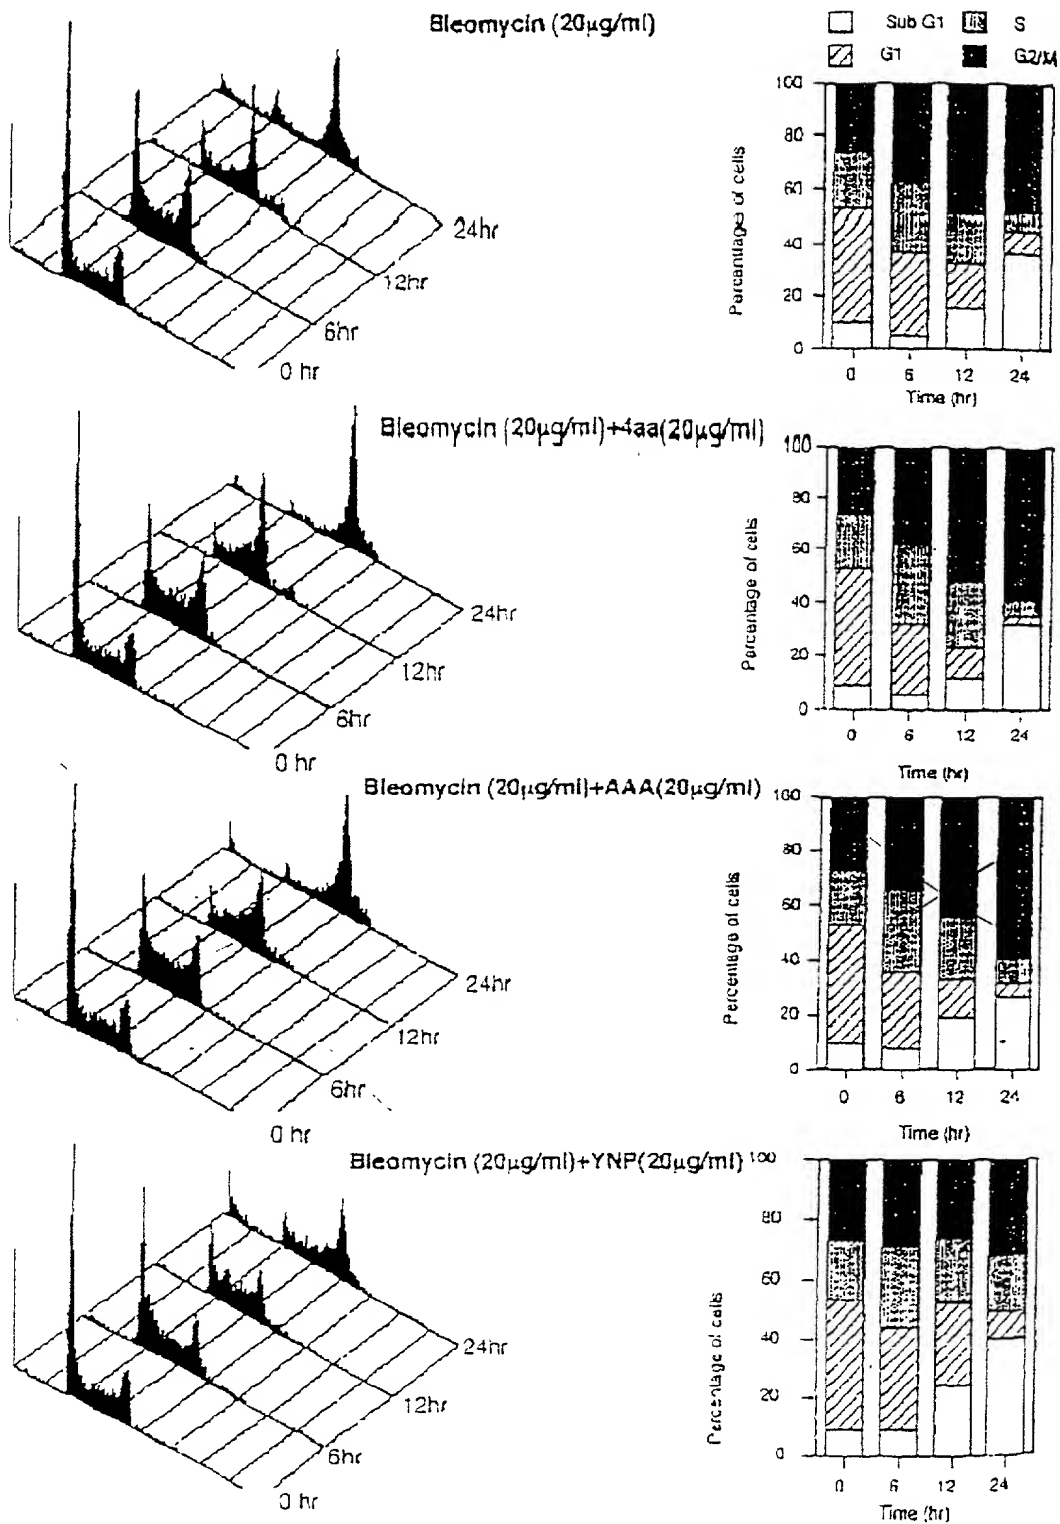 Bleomycin (20µg/ml)
Sub G1 S
G1 G2/M
24hr
12hr
6hr
0 hr
Percentage of cells
100
80
60
40
20
0
0 6 12 24
Time (hr)
Bleomycin (20µg/ml)+4aa(20µg/ml)
24hr
12hr
6hr
0 hr
Percentage of cells
100
80
60
40
20
0
0 6 12 24
Time (hr)
Bleomycin (20µg/ml)+AAA(20µg/ml)
24hr
12hr
6hr
0 hr
Percentage of cells
100
80
60
40
20
0
0 6 12 24
Time (hr)
Bleomycin (20µg/ml)+YNP(20µg/ml)
24hr
12hr
6hr
0 hr
Percentage of cells
100
80
60
40
20
0
0 6 12 24
Time (hr)